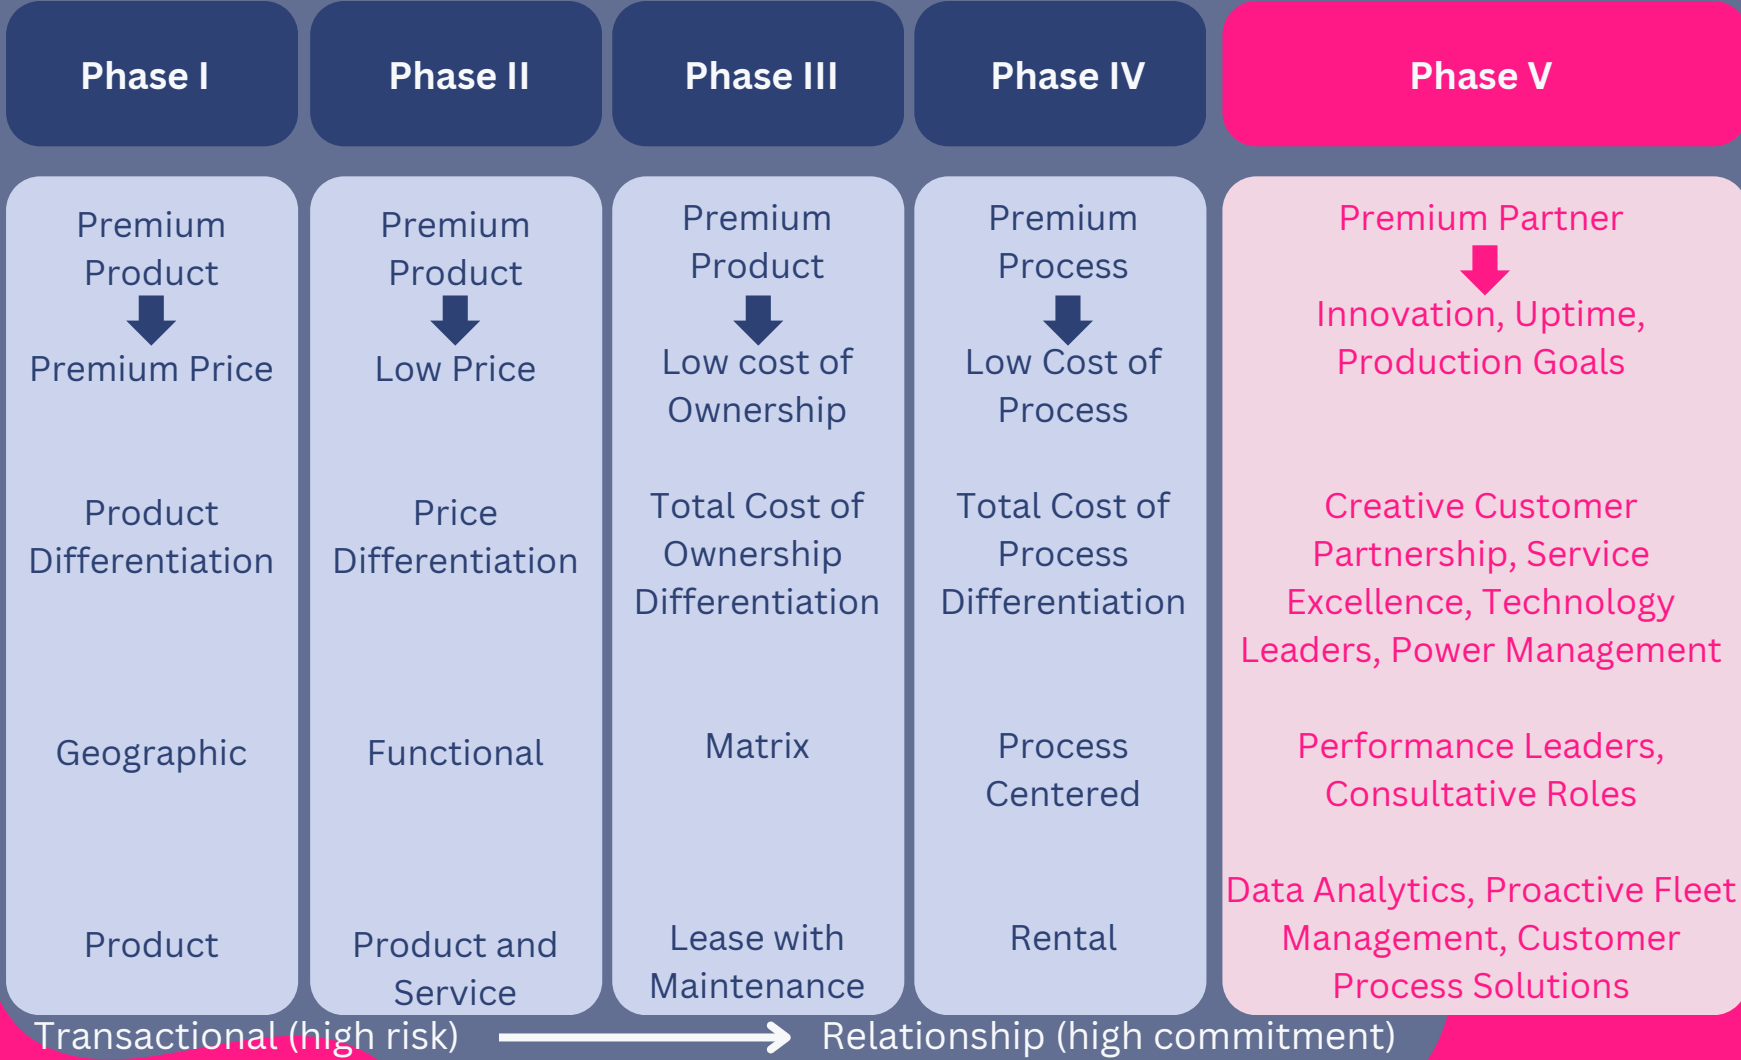 Phase I
Phase II
Phase III
Phase IV
Phase V
Premium
Product
Premium Price
Product
Differentiation
Geographic
Product
Premium
Product
Low Price
Price
Differentiation
Functional
Product and
Service
Premium
Product
Low cost of
Ownership
Total Cost of
Ownership
Differentiation
Matrix
Lease with
Maintenance
Premium
Process
Low Cost of
Process
Total Cost of
Process
Differentiation
Process
Centered
Rental
Premium Partner
Innovation, Uptime,
Production Goals
Creative Customer
Partnership, Service
Excellence, Technology
Leaders, Power Management
Performance Leaders,
Consultative Roles
Data Analytics, Proactive Fleet
Management, Customer
Process Solutions
Transactional (high risk)
Relationship (high commitment)